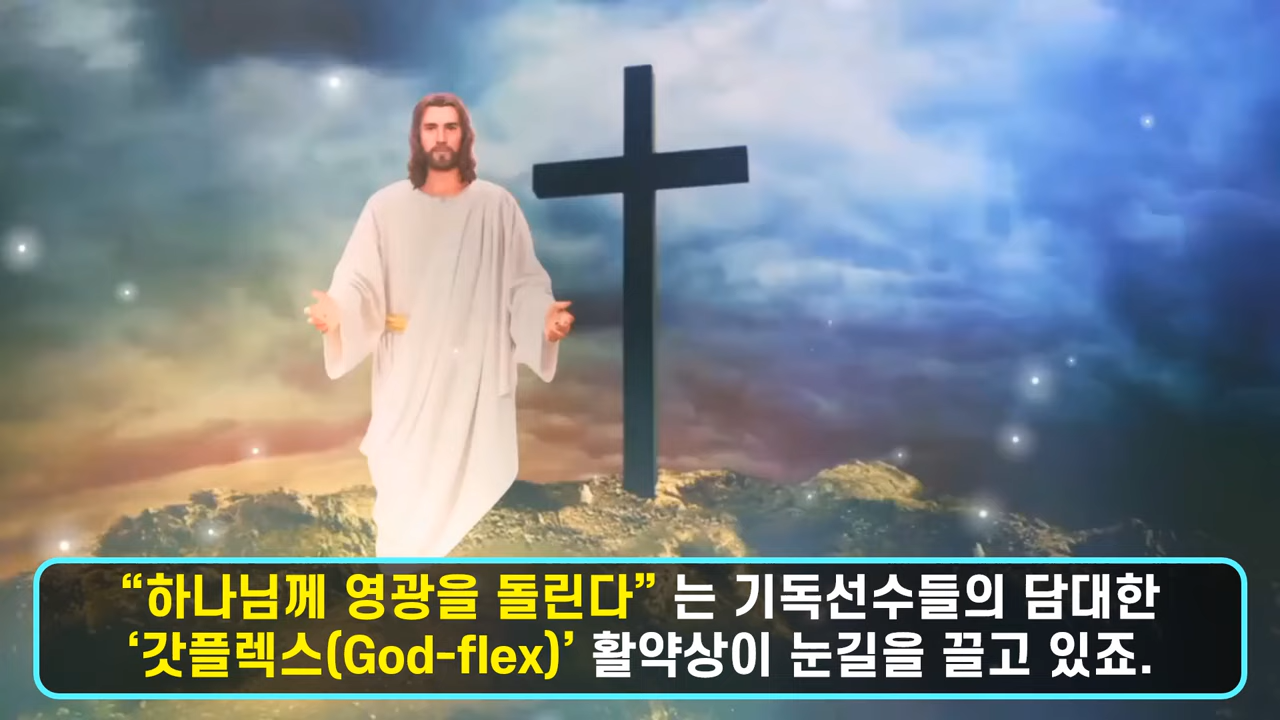 “하나님께 영광을 돌린다” 는 기독선수들의 담대한
‘갓플렉스(God-flex)’ 활약상이 눈길을 끌고 있죠.